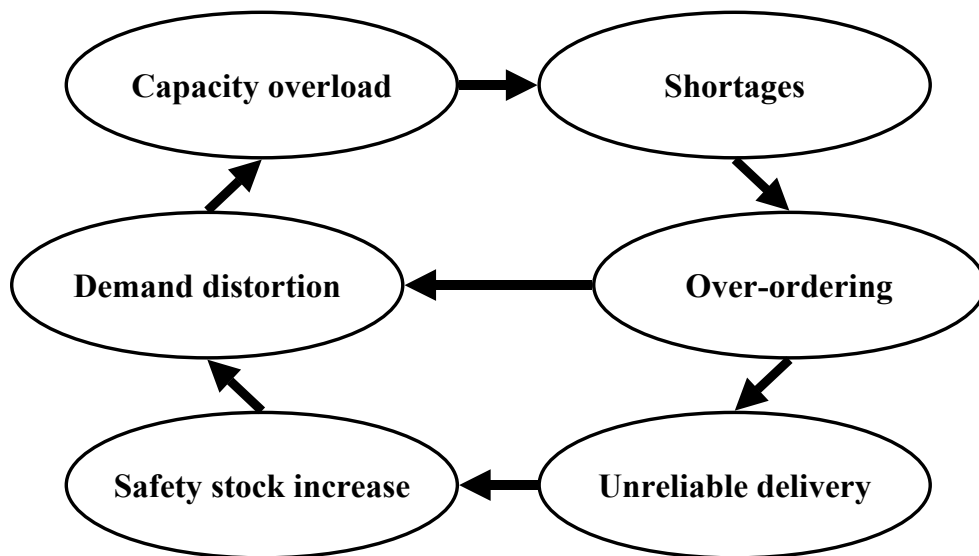 Capacity overload
Shortages
Demand distortion
Over-ordering
Safety stock increase
Unreliable delivery